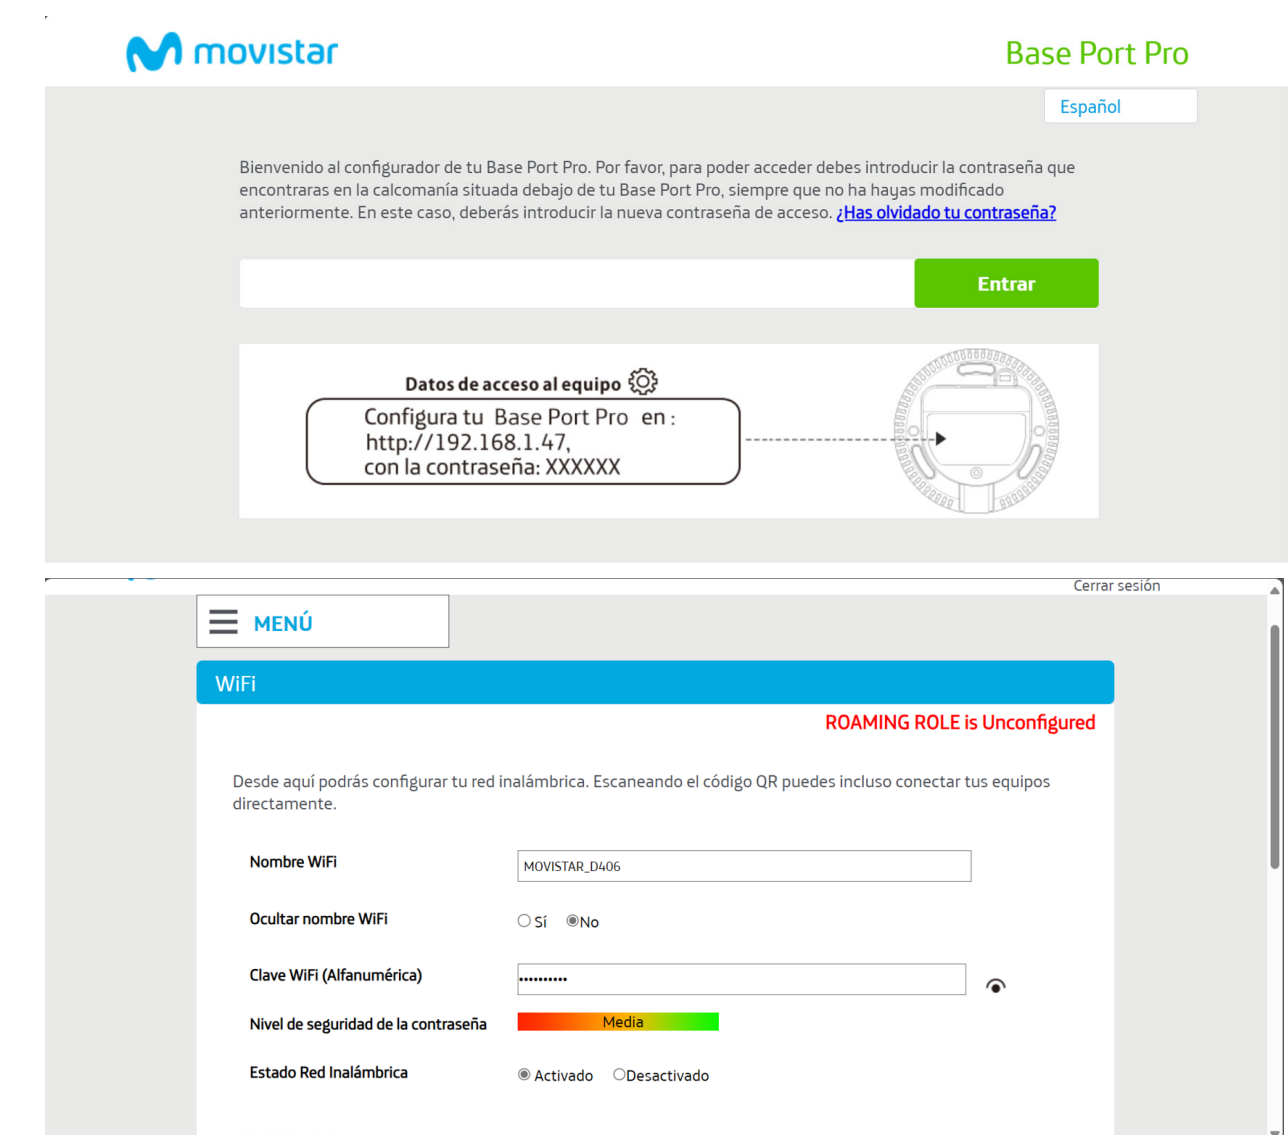 movistar
Base Port Pro
Español
Bienvenido al configurador de tu Base Port Pro. Por favor, para poder acceder debes introducir la contraseña que
encontraras en la calcomanía situada debajo de tu Base Port Pro, siempre que no ha hayas modificado
anteriormente. En este caso, deberás introducir la nueva contraseña de acceso. ¿Has olvidado tu contraseña?
Entrar
Datos de acceso al equipo
Configura tu Base Port Pro en :
http://192.168.1.47,
con la contraseña: XXXXXX
Cerrar sesión
MENÚ
WiFi
ROAMING ROLE is Unconfigured
Desde aquí podrás configurar tu red inalámbrica. Escaneando el código QR puedes incluso conectar tus equipos
directamente.
Nombre WiFi
MOVISTAR_D406
Ocultar nombre WiFi
Sí No
Clave WiFi (Alfanumérica)
••••••••••
Nivel de seguridad de la contraseña
Media
Estado Red Inalámbrica
Activado Desactivado